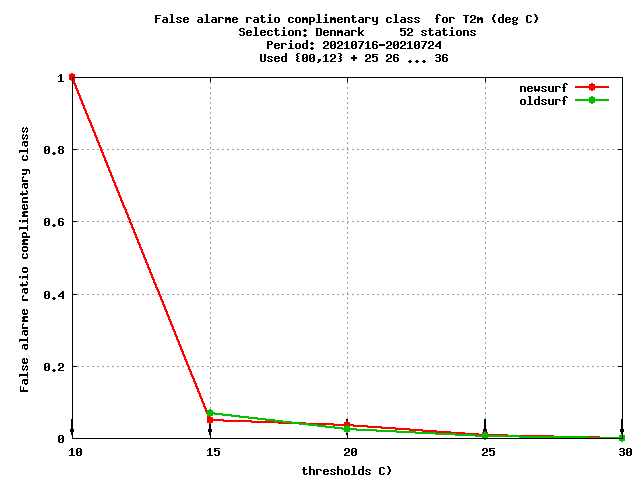 False alarme ratio complimentary class  for T2m (deg C)
Selection: Denmark     52 stations
Period: 20210716-20210724
Used {00,12} + 25 26 ... 36
newsurf
oldsurf
False alarme ratio complimentary class
1
0.8
0.6
0.4
0.2
0
10 15 20 25 30
thresholds C)